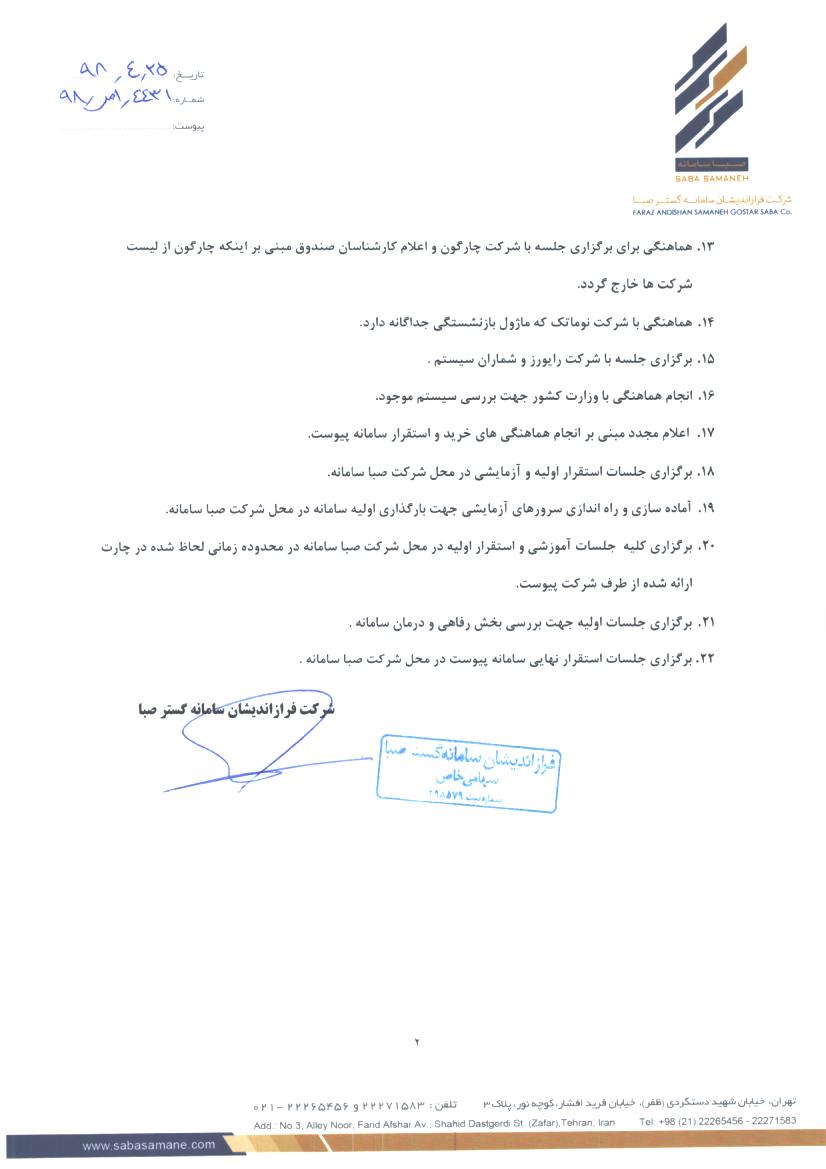 تاریخ: ۹۸٫۴٫۲۵
شماره: ۴۴۳۱/ص/۹۸
پیوست:
صبا سامانه
SABA SAMANEH
شرکت فرازاندیشان سامانه گستر صبا
FARAZ ANDISHAN SAMANEH GOSTAR SABA Co.
۱۳. هماهنگی برای برگزاری جلسه با شرکت چارگون و اعلام کارشناسان صندوق مبنی بر اینکه چارگون از لیست
شرکت ها خارج گردد.
۱۴. هماهنگی با شرکت نوماتک که ماژول بازنشستگی جداگانه دارد.
۱۵. برگزاری جلسه با شرکت رایورز و شماران سیستم .
۱۶. انجام هماهنگی با وزارت کشور جهت بررسی سیستم موجود.
۱۷. اعلام مجدد مبنی بر انجام هماهنگی های خرید و استقرار سامانه پیوست.
۱۸. برگزاری جلسات استقرار اولیه و آزمایشی در محل شرکت صبا سامانه.
۱۹. آماده سازی و راه اندازی سرورهای آزمایشی جهت بارگذاری اولیه سامانه در محل شرکت صبا سامانه.
۲۰. برگزاری کلیه جلسات آموزشی و استقرار اولیه در محل شرکت صبا سامانه در محدوده زمانی لحاظ شده در چارت
ارائه شده از طرف شرکت پیوست.
۲۱. برگزاری جلسات اولیه جهت بررسی بخش رفاهی و درمان سامانه .
۲۲. برگزاری جلسات استقرار نهایی سامانه پیوست در محل شرکت صبا سامانه .
شرکت فرازاندیشان سامانه گستر صبا
فرازاندیشان سامانه گستر صبا
سهامی خاص
شماره ثبت ۲۹۸۵۷۹
۲
تهران، خیابان شهید دستگردی (ظفر)، خیابان فرید افشار، کوچه نور، پلاک ۳ تلفن : ۲۲۲۷۱۵۸۳ و ۲۲۲۶۵۴۵۶ -۰۲۱
Add.: No.3, Alley Noor, Farid Afshar Av., Shahid Dastgerdi St. (Zafar),Tehran, Iran Tel: +98 (21) 22265456 - 22271583
www.sabasamane.com